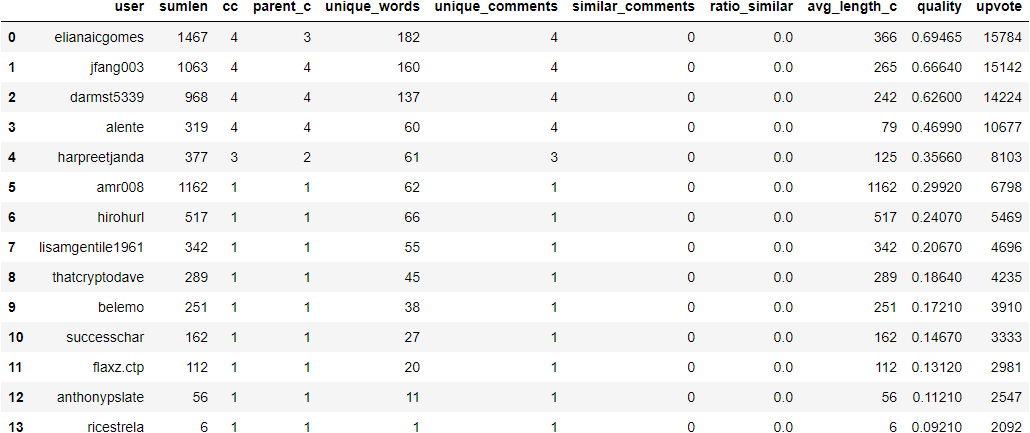 user sumlen cc parent_c unique_words unique_comments similar_comments ratio_similar avg_length_c quality upvote
0 elianaicgomes 1467 4 3 182 4 0 0.0 366 0.69465 15784
1 jfang003 1063 4 4 160 4 0 0.0 265 0.66640 15142
2 darmst5339 968 4 4 137 4 0 0.0 242 0.62600 14224
3 alente 319 4 4 60 4 0 0.0 79 0.46990 10677
4 harpreetjanda 377 3 2 61 3 0 0.0 125 0.35660 8103
5 amr008 1162 1 1 62 1 0 0.0 1162 0.29920 6798
6 hirohurl 517 1 1 66 1 0 0.0 517 0.24070 5469
7 lisamgentile1961 342 1 1 55 1 0 0.0 342 0.20670 4696
8 thatcryptodave 289 1 1 45 1 0 0.0 289 0.18640 4235
9 belemo 251 1 1 38 1 0 0.0 251 0.17210 3910
10 successchar 162 1 1 27 1 0 0.0 162 0.14670 3333
11 flaxz.ctp 112 1 1 20 1 0 0.0 112 0.13120 2981
12 anthonypslate 56 1 1 11 1 0 0.0 56 0.11210 2547
13 ricestrela 6 1 1 1 1 0 0.0 6 0.09210 2092